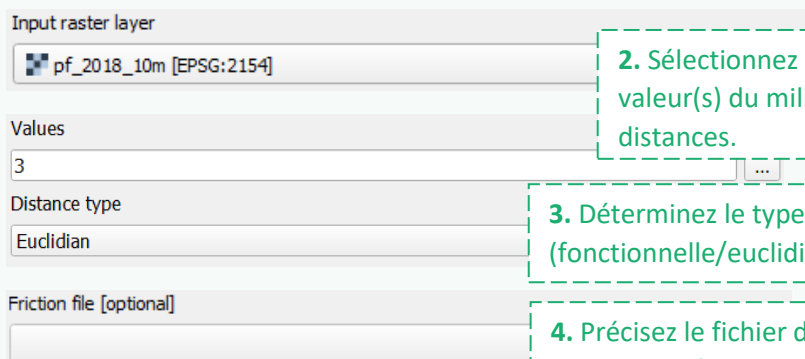 Input raster layer
pf_2018_10m [EPSG:2154]
2. Sélectionnez
valeur(s) du mil
distances.
Values
3
...
Distance type
Euclidian
3. Déterminez le type
(fonctionnelle/euclidi
Friction file [optional]
4. Précisez le fichier d